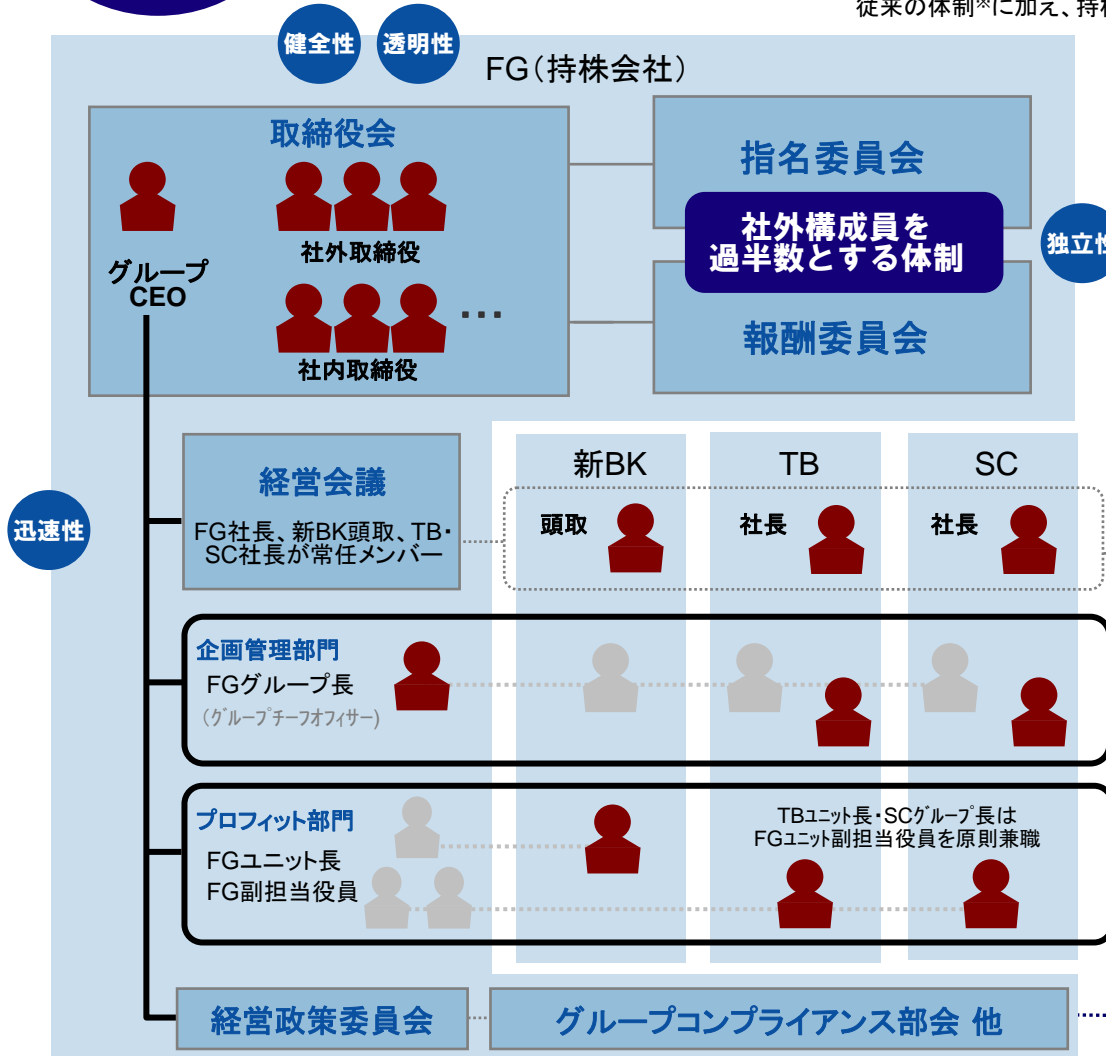 従来の体制※に加え、持株
健全性
透明性
FG（持株会社）
取締役会
グループ
CEO
社外取締役
…
社内取締役
指名委員会
社外構成員を
過半数とする体制
報酬委員会
独立性
迅速性
経営会議
FG社長、新BK頭取、TB・
SC社長が常任メンバー
新BK
TB
SC
頭取
社長
社長
企画管理部門
FGグループ長
（ｸﾞﾙｰﾌﾟﾁｰﾌｵﾌｨｻｰ）
プロフィット部門
FGユニット長
FG副担当役員
TBﾕﾆｯﾄ長・SCｸﾞﾙｰﾌﾟ長は
FGﾕﾆｯﾄ副担当役員を原則兼職
経営政策委員会
グループコンプライアンス部会 他